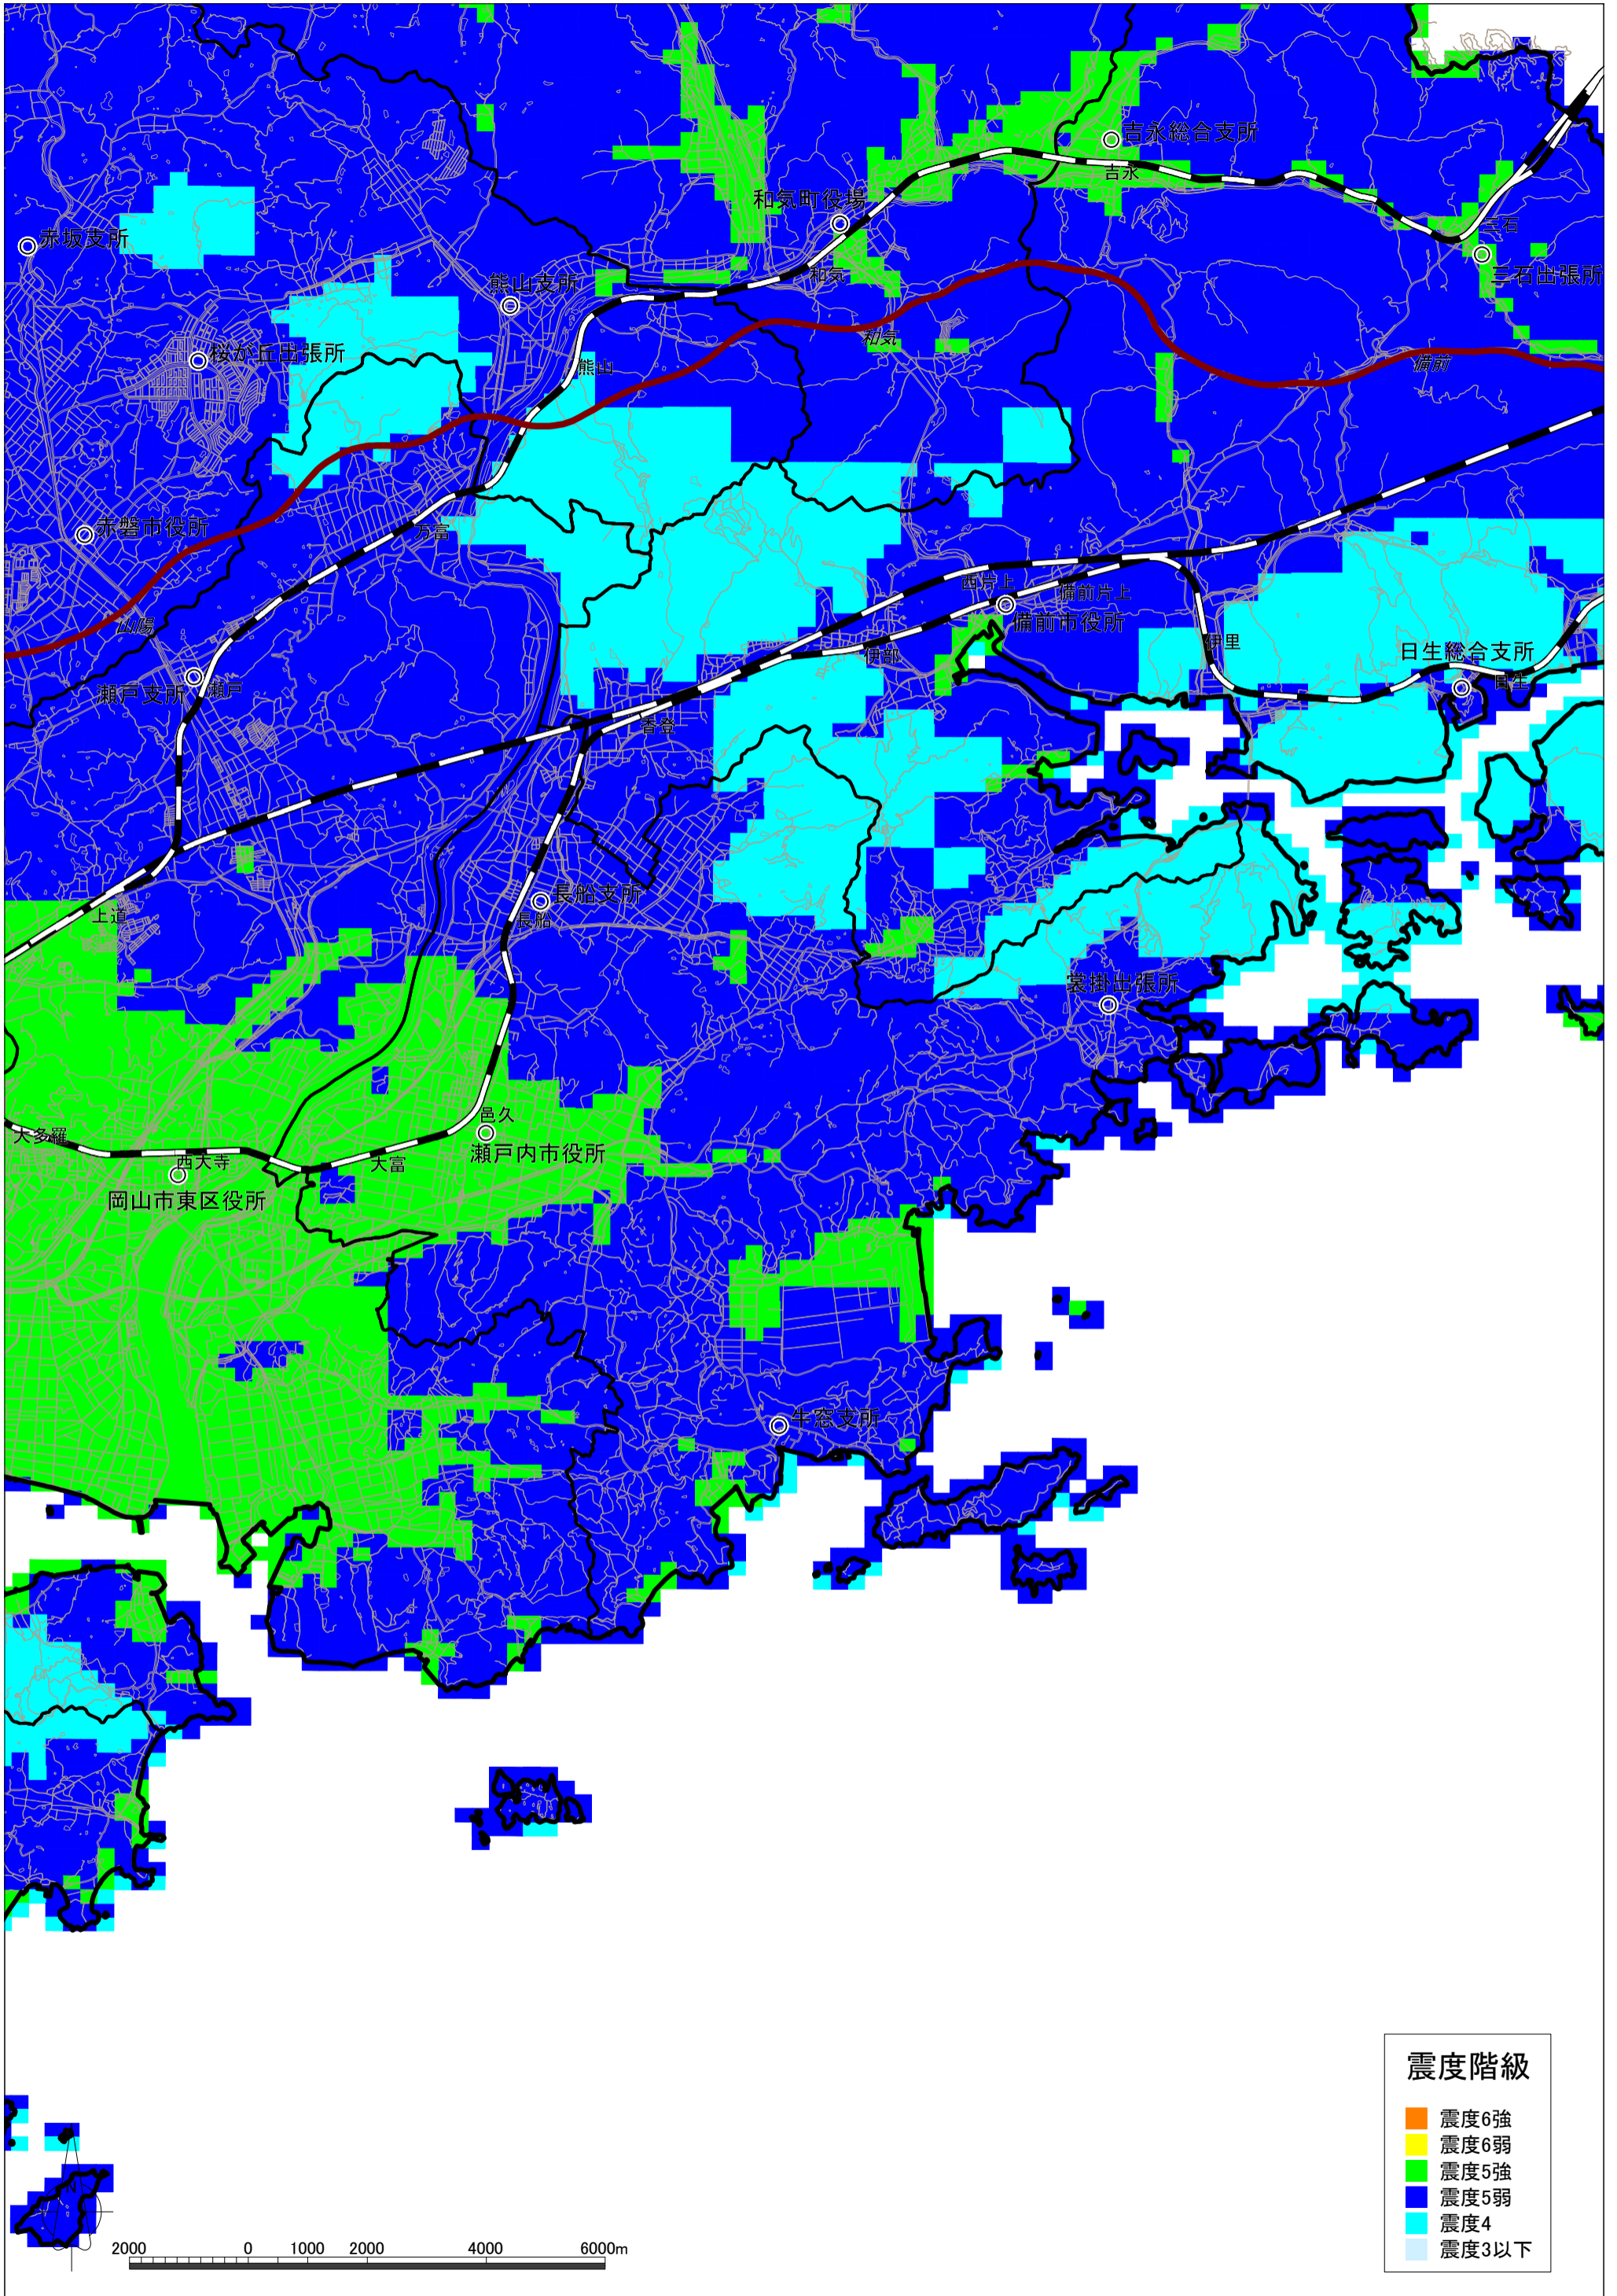 吉永総合支所
吉永
和気町役場
赤坂支所
三石
和気
三石出張所
熊山支所
和気
桜が丘出張所
備前
熊山
赤磐市役所
万富
西片上
備前片上
備前市役所
山陽
伊里
日生総合支所
伊部
日生
瀬戸支所
瀬戸
香登
長船支所
長船
上道
裳掛出張所
邑久
大多羅
瀬戸内市役所
西大寺
大富
岡山市東区役所
牛窓支所
震度階級
震度6強
震度6弱
震度5強
震度5弱
震度4
震度3以下
N
2000 0 1000 2000 4000 6000m